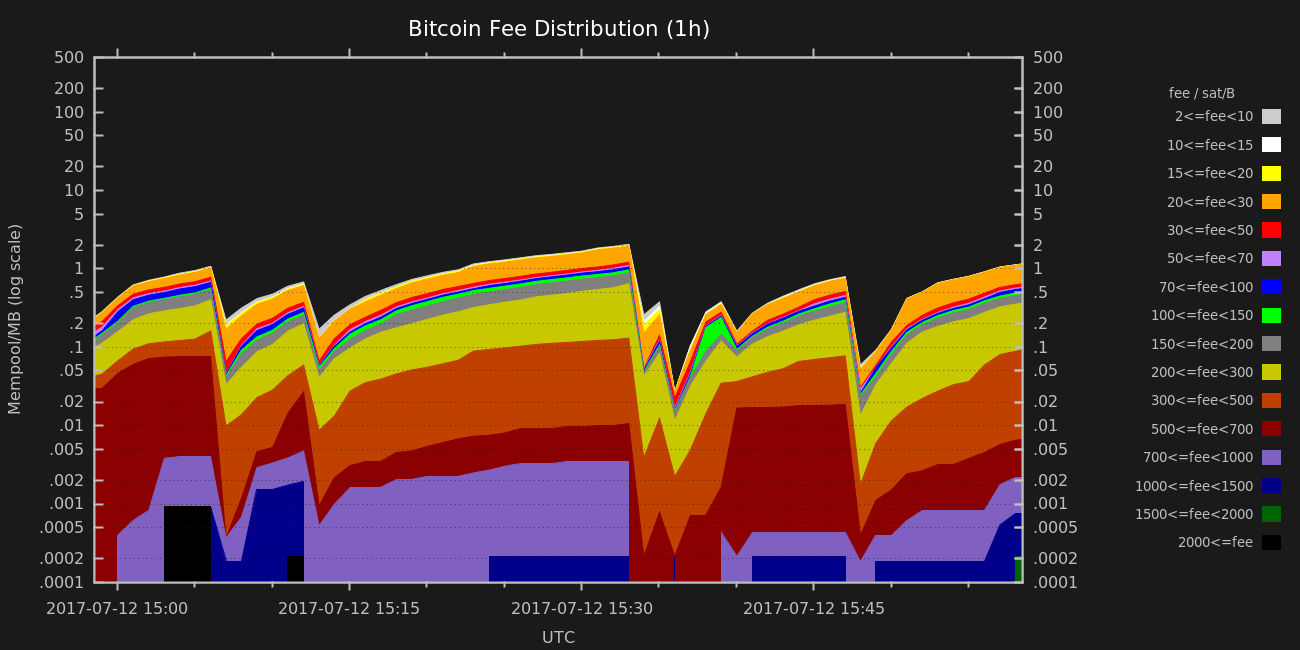 Bitcoin Fee Distribution (1h)
Mempool/MB (log scale)
500
200
100
50
20
10
5
2
1
.5
.2
.1
.05
.02
.01
.005
.002
.001
.0005
.0002
.0001
500
200
100
50
20
10
5
2
1
.5
.2
.1
.05
.02
.01
.005
.002
.001
.0005
.0002
.0001
2017-07-12 15:00
2017-07-12 15:15
2017-07-12 15:30
2017-07-12 15:45
UTC
fee / sat/B
2<=fee<10
10<=fee<15
15<=fee<20
20<=fee<30
30<=fee<50
50<=fee<70
70<=fee<100
100<=fee<150
150<=fee<200
200<=fee<300
300<=fee<500
500<=fee<700
700<=fee<1000
1000<=fee<1500
1500<=fee<2000
2000<=fee